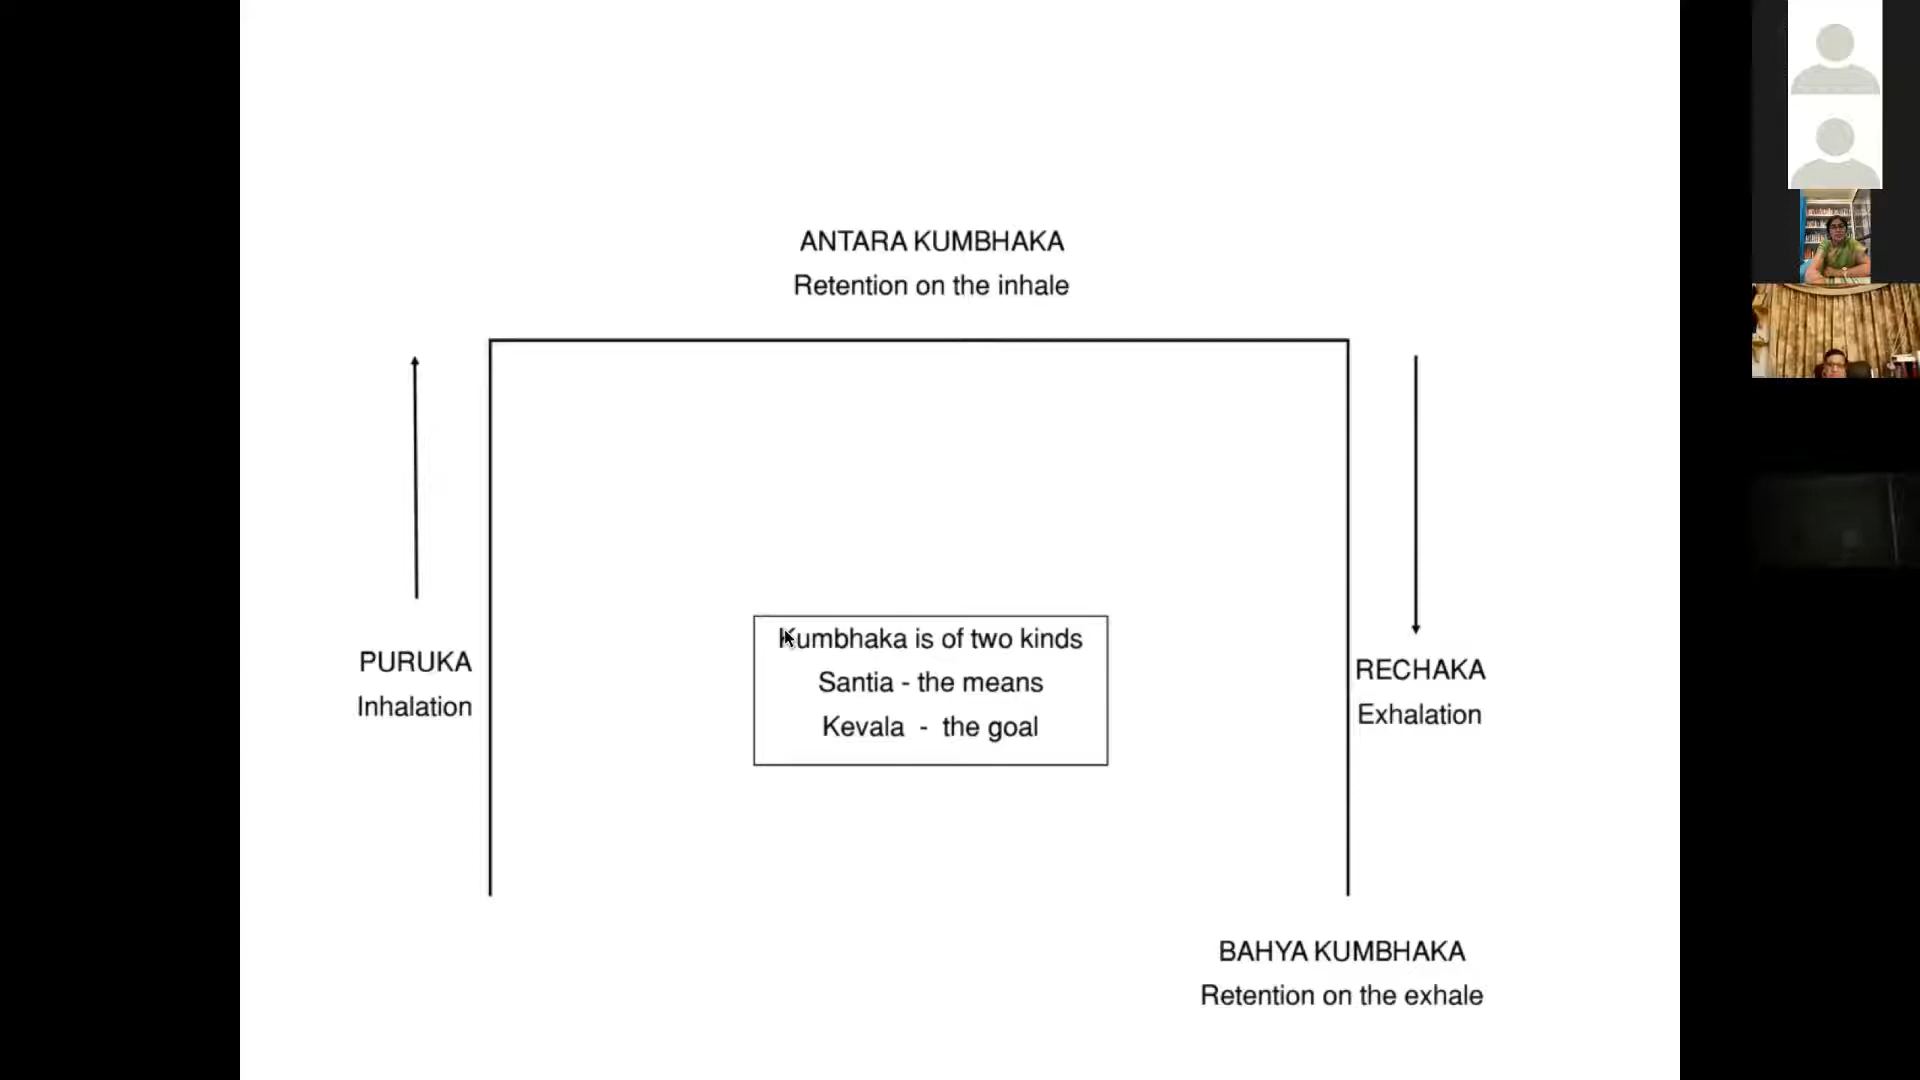 ANTARA KUMBHAKA
Retention on the inhale
PURUKA
Inhalation
Kumbhaka is of two kinds
Santia - the means
Kevala - the goal
RECHAKA
Exhalation
BAHYA KUMBHAKA
Retention on the exhale